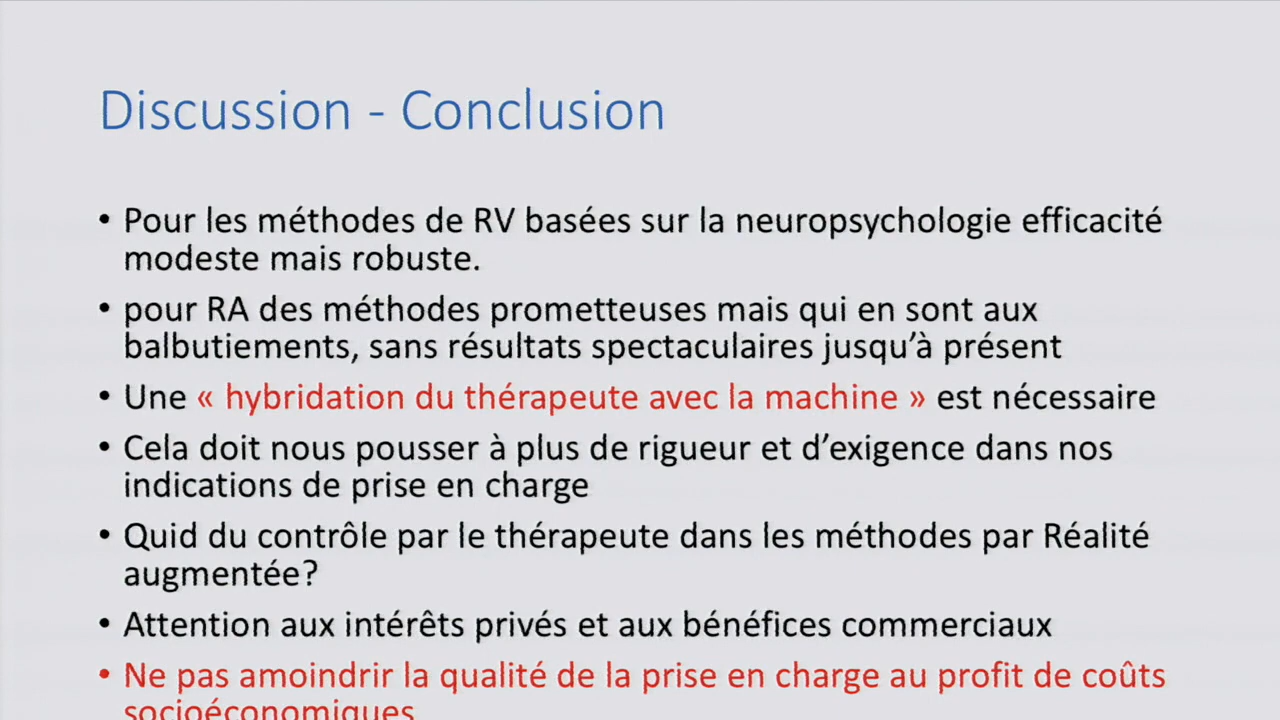 Discussion - Conclusion
• Pour les méthodes de RV basées sur la neuropsychologie efficacité
modeste mais robuste.
• pour RA des méthodes prometteuses mais qui en sont aux
balbutiements, sans résultats spectaculaires jusqu’à présent
• Une « hybridation du thérapeute avec la machine » est nécessaire
• Cela doit nous pousser à plus de rigueur et d’exigence dans nos
indications de prise en charge
• Quid du contrôle par le thérapeute dans les méthodes par Réalité
augmentée?
• Attention aux intérêts privés et aux bénéfices commerciaux
• Ne pas amoindrir la qualité de la prise en charge au profit de coûts
socioéconomiques